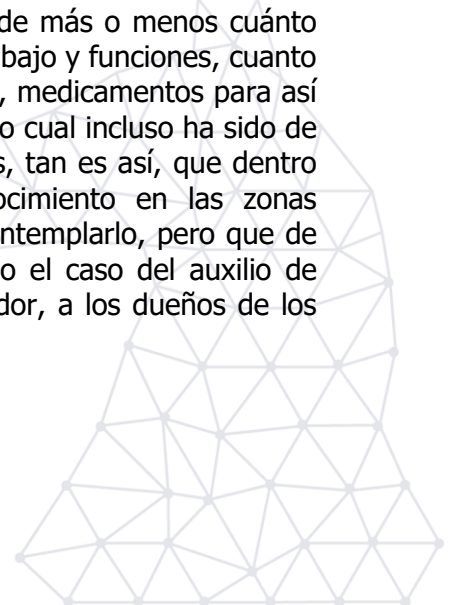 de más o menos cuánto
bajo y funciones, cuanto
, medicamentos para así
o cual incluso ha sido de
s, tan es así, que dentro
ocimiento en las zonas
ntemplarlo, pero que de
o el caso del auxilio de
dor, a los dueños de los